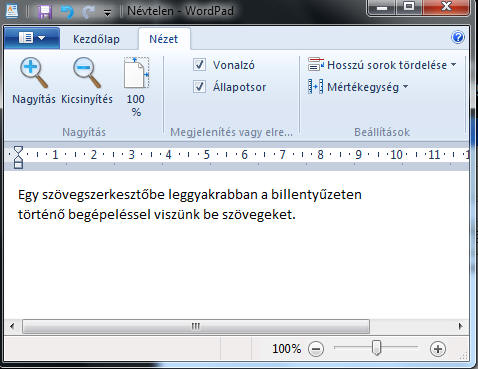 Névtelen - WordPad
Kezdőlap Nézet
Nagyítás Kicsinyítés 100 %
Vonalzó
Állapotsor
Hosszú sorok tördelése
Mértékegység
Nagyítás Megjelenítés vagy elre... Beállítások
1 2 3 4 5 6 7 8 9 10 11 1
Egy szövegszerkesztőbe leggyakrabban a billentyűzeten
történő begépeléssel viszünk be szövegeket.
100%